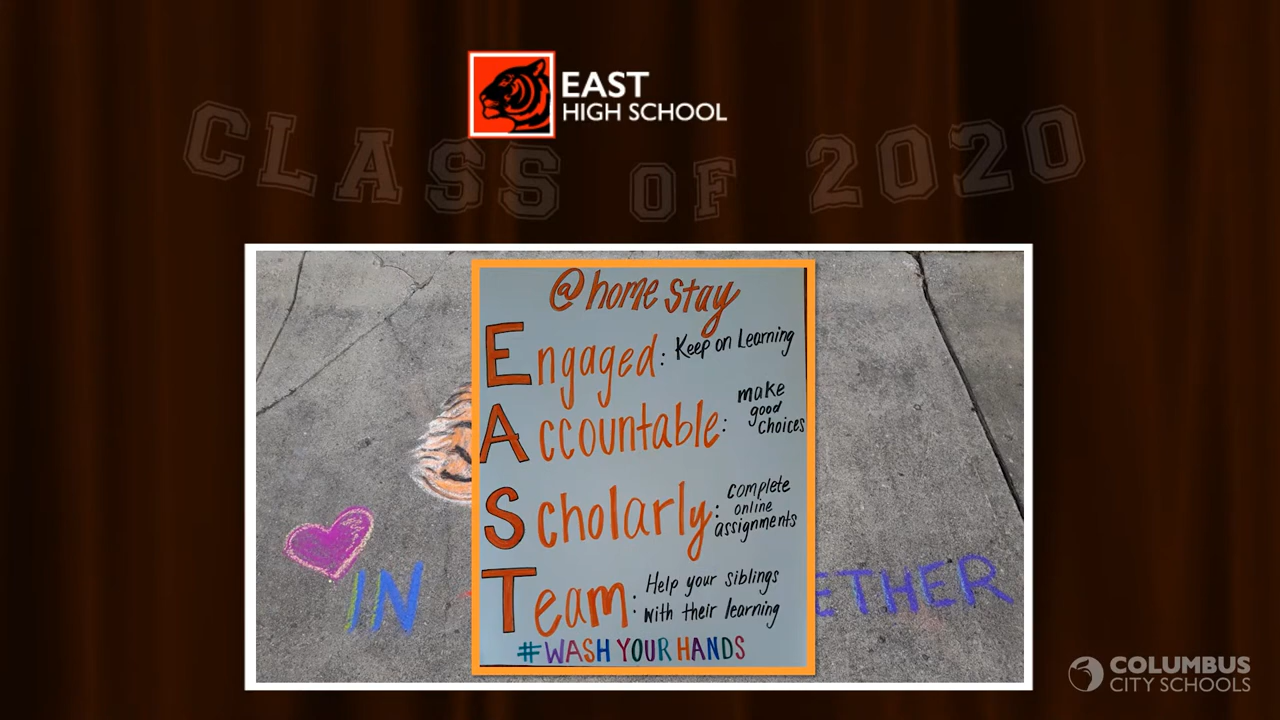 EAST
HIGH SCHOOL
CLASS OF 2020
@home stay
Engaged: Keep on Learning
Accountable: make good choices
Scholarly: complete online assignments
Team: Help your siblings with their learning
#WASH YOUR HANDS
IN
ETHER
COLUMBUS
CITY SCHOOLS